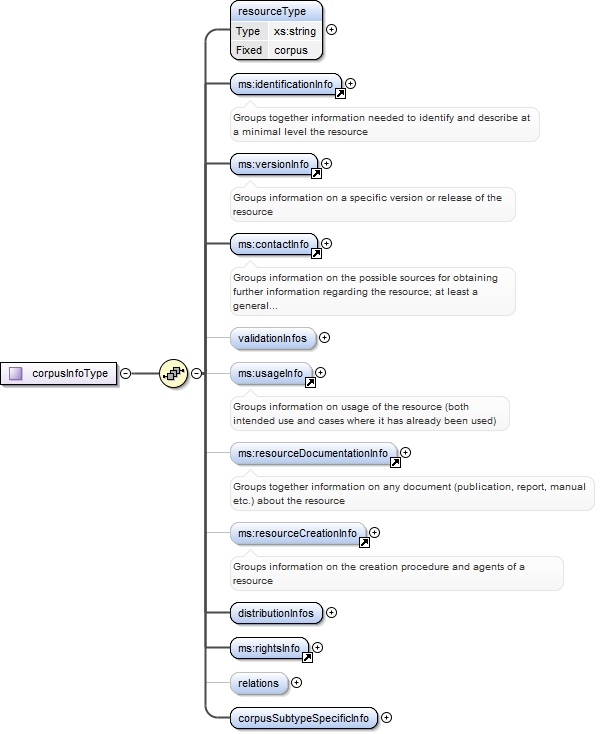 resourceType
Type xs:string
Fixed corpus
ms:identificationInfo
Groups together information needed to identify and describe at
a minimal level the resource
ms:versionInfo
Groups information on a specific version or release of the
resource
ms:contactInfo
Groups information on the possible sources for obtaining
further information regarding the resource; at least a
general...
validationInfos
corpusInfoType
ms:usageInfo
Groups information on usage of the resource (both
intended use and cases where it has already been used)
ms:resourceDocumentationInfo
Groups together information on any document (publication, report, manual
etc.) about the resource
ms:resourceCreationInfo
Groups information on the creation procedure and agents of a
resource
distributionInfos
ms:rightsInfo
relations
corpusSubtypeSpecificInfo